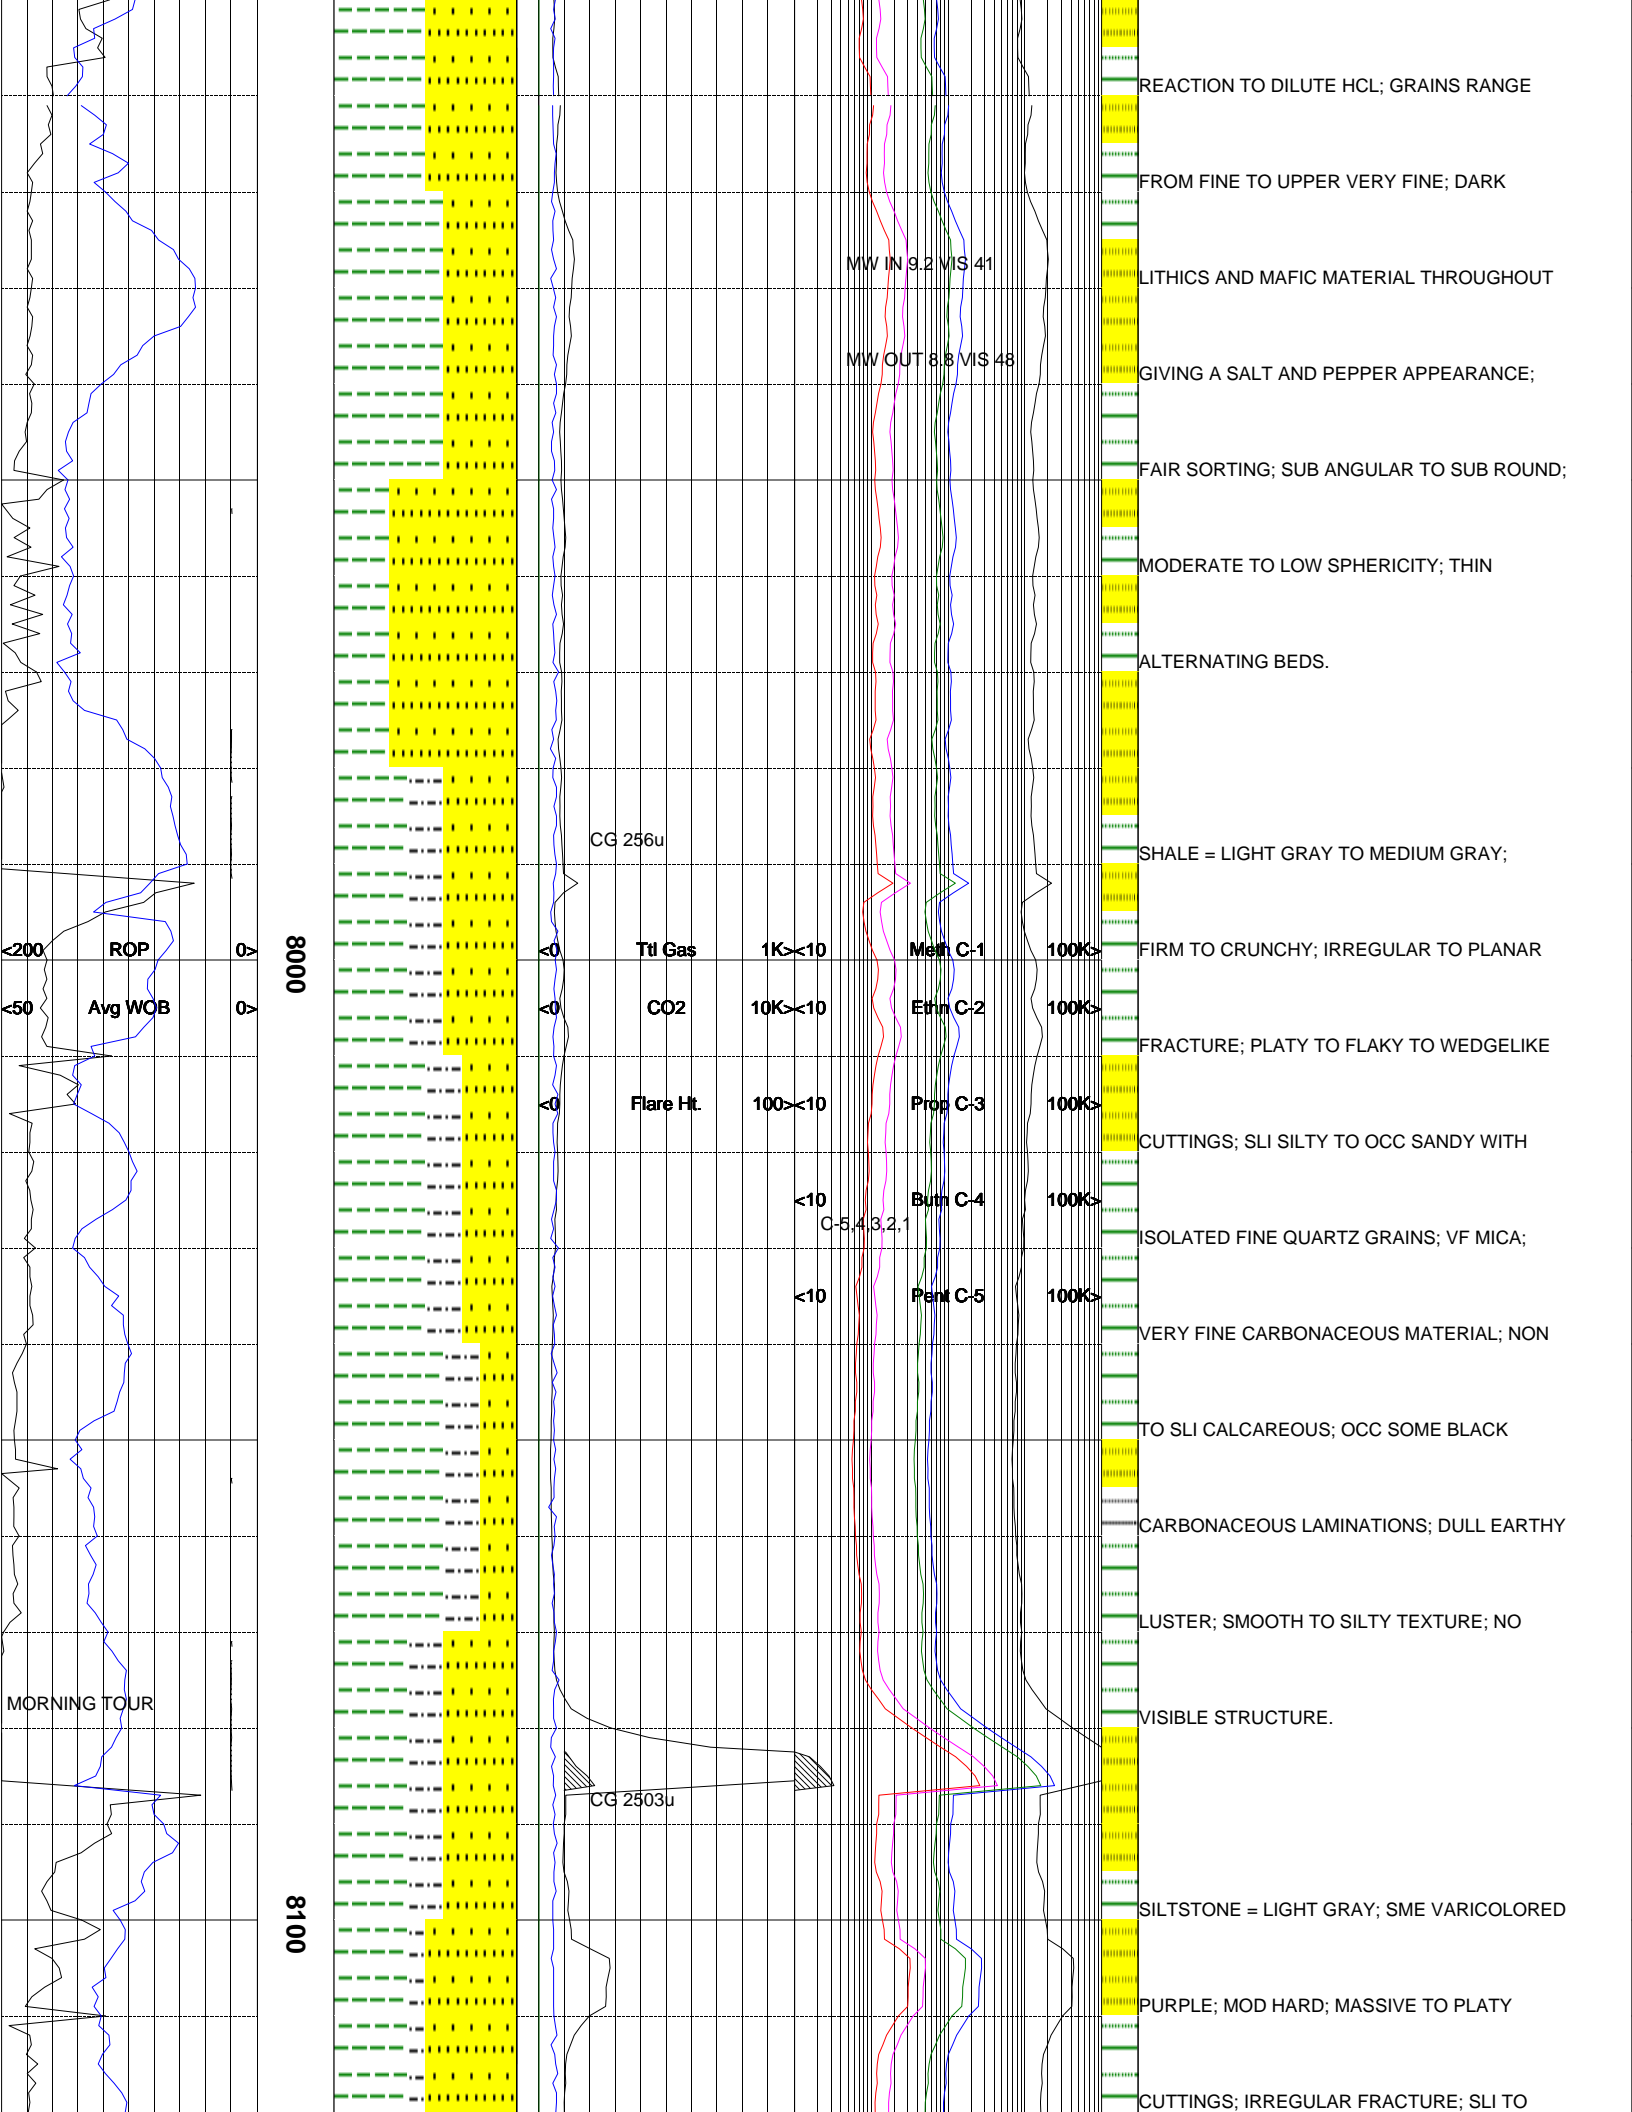 REACTION TO DILUTE HCL; GRAINS RANGE
FROM FINE TO UPPER VERY FINE; DARK
MW IN 9.2 VIS 41
LITHICS AND MAFIC MATERIAL THROUGHOUT
MW OUT 8.8 VIS 48
GIVING A SALT AND PEPPER APPEARANCE;
FAIR SORTING; SUB ANGULAR TO SUB ROUND;
MODERATE TO LOW SPHERICITY; THIN
ALTERNATING BEDS.
CG 256u
SHALE = LIGHT GRAY TO MEDIUM GRAY;
<200 ROP 0> 8000 <0 Ttl Gas 1K> <10 Meth C-1 100K> FIRM TO CRUNCHY; IRREGULAR TO PLANAR
<50 Avg WOB 0> <0 CO2 10K> <10 Ethn C-2 100K>
FRACTURE; PLATY TO FLAKY TO WEDGELIKE
<0 Flare Ht. 100> <10 Prop C-3 100K>
CUTTINGS; SLI SILTY TO OCC SANDY WITH
<10 Butn C-4 100K>
C-5,4,3,2,1
ISOLATED FINE QUARTZ GRAINS; VF MICA;
<10 Pent C-5 100K>
VERY FINE CARBONACEOUS MATERIAL; NON
TO SLI CALCAREOUS; OCC SOME BLACK
CARBONACEOUS LAMINATIONS; DULL EARTHY
LUSTER; SMOOTH TO SILTY TEXTURE; NO
MORNING TOUR
VISIBLE STRUCTURE.
CG 2503u
8100
SILTSTONE = LIGHT GRAY; SME VARICOLORED
PURPLE; MOD HARD; MASSIVE TO PLATY
CUTTINGS; IRREGULAR FRACTURE; SLI TO